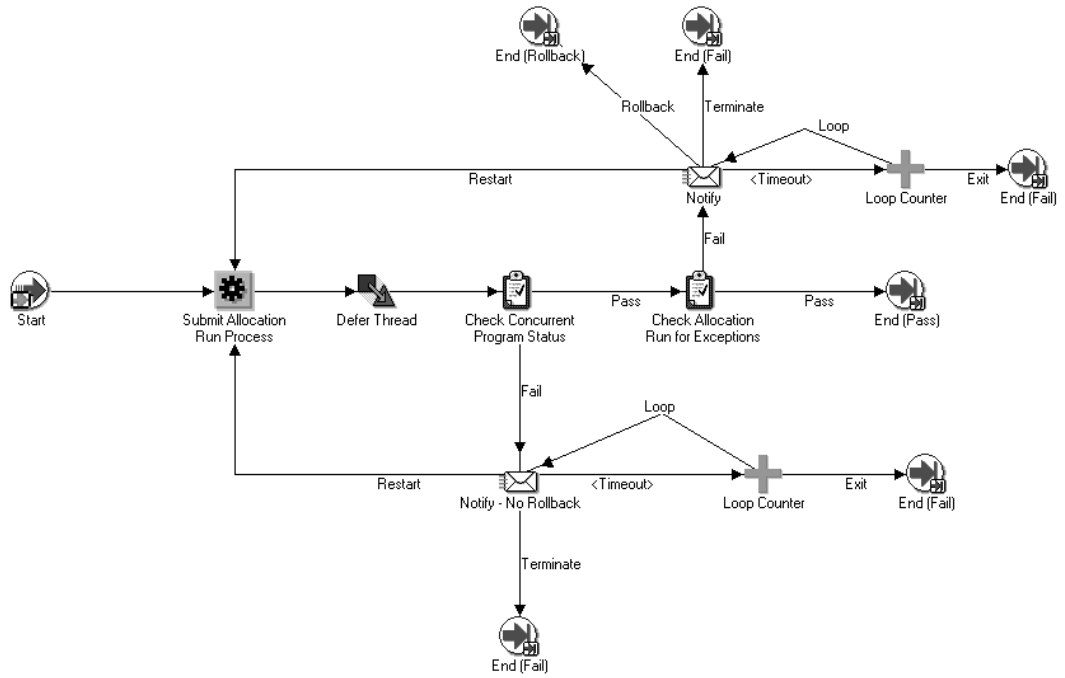 End (Rollback)
End (Fail)
Rollback
Terminate
Loop
Restart
<Timeout>
Exit
Notify
Loop Counter
End (Fail)
Fail
Start
Submit Allocation
Run Process
Defer Thread
Check Concurrent
Program Status
Pass
Check Allocation
Run for Exceptions
Pass
End (Pass)
Fail
Loop
Restart
<Timeout>
Exit
Notify - No Rollback
Loop Counter
End (Fail)
Terminate
End (Fail)